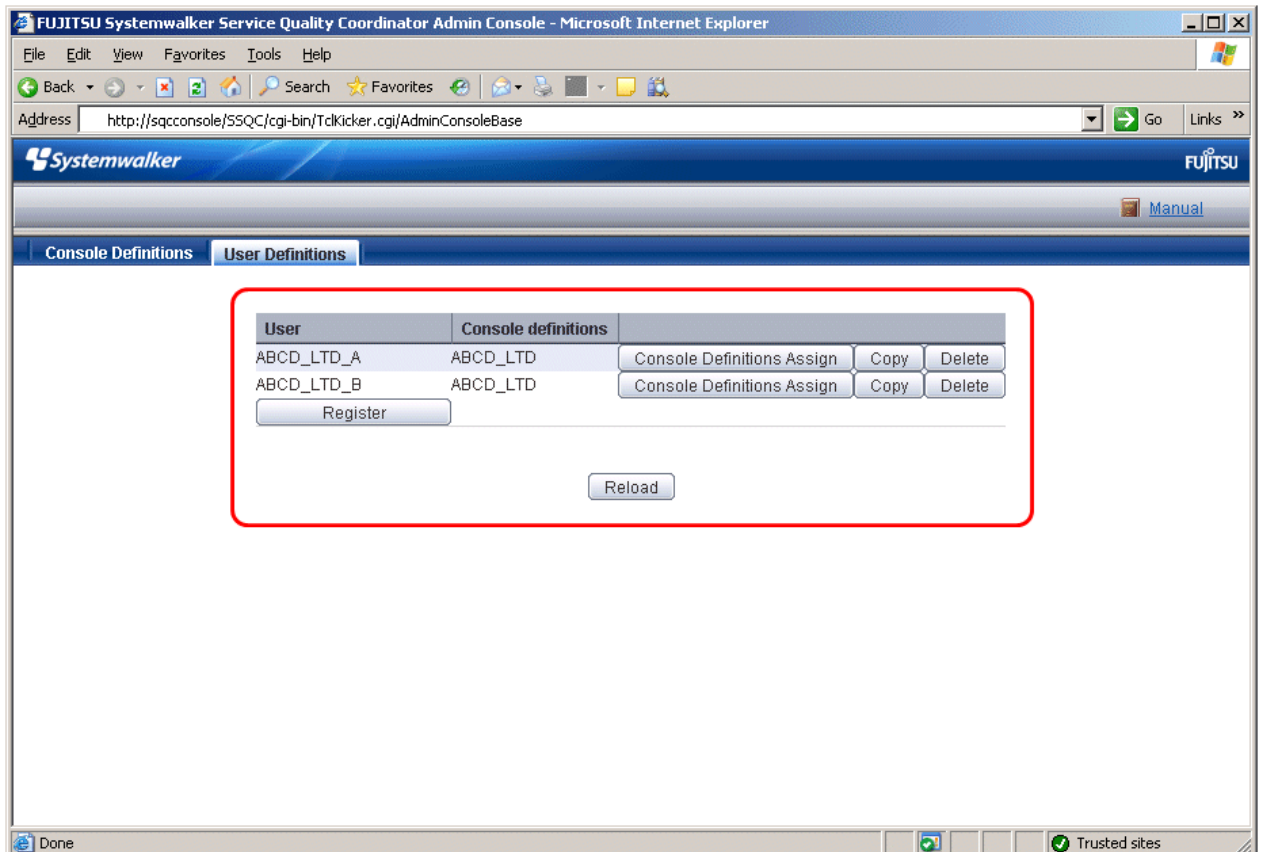 FUJITSU Systemwalker Service Quality Coordinator Admin Console - Microsoft Internet Explorer
File Edit View Favorites Tools Help
Back Search Favorites
Address http://sqcconsole/SSQC/cgi-bin/TclKicker.cgi/AdminConsoleBase Go Links »
Systemwalker FUJITSU
Manual
Console Definitions User Definitions
User Console definitions
ABCD_LTD_A ABCD_LTD Console Definitions Assign Copy Delete
ABCD_LTD_B ABCD_LTD Console Definitions Assign Copy Delete
Register
Reload
Done Trusted sites